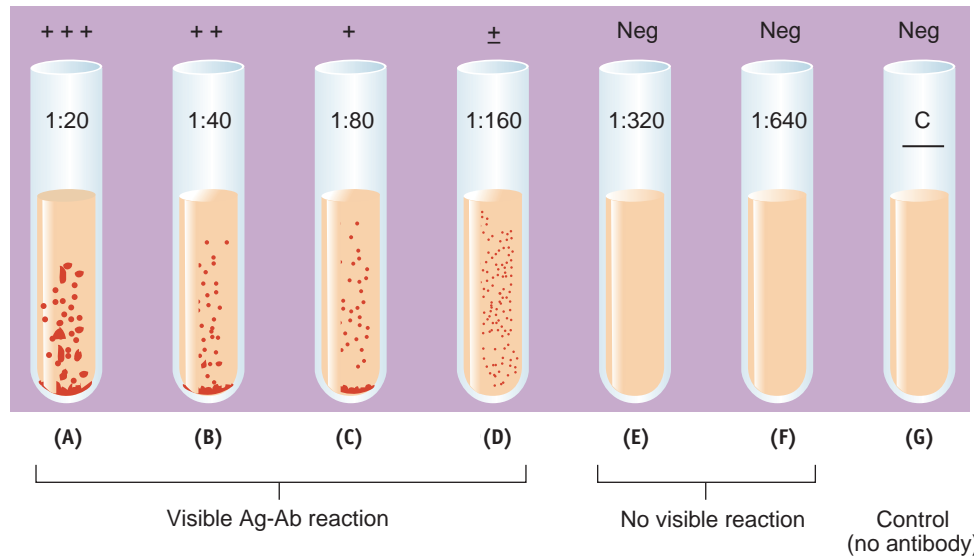 + + + + + + ± Neg Neg Neg
1:20 1:40 1:80 1:160 1:320 1:640 C
(A) (B) (C) (D) (E) (F) (G)
Visible Ag-Ab reaction No visible reaction Control
(no antibody)